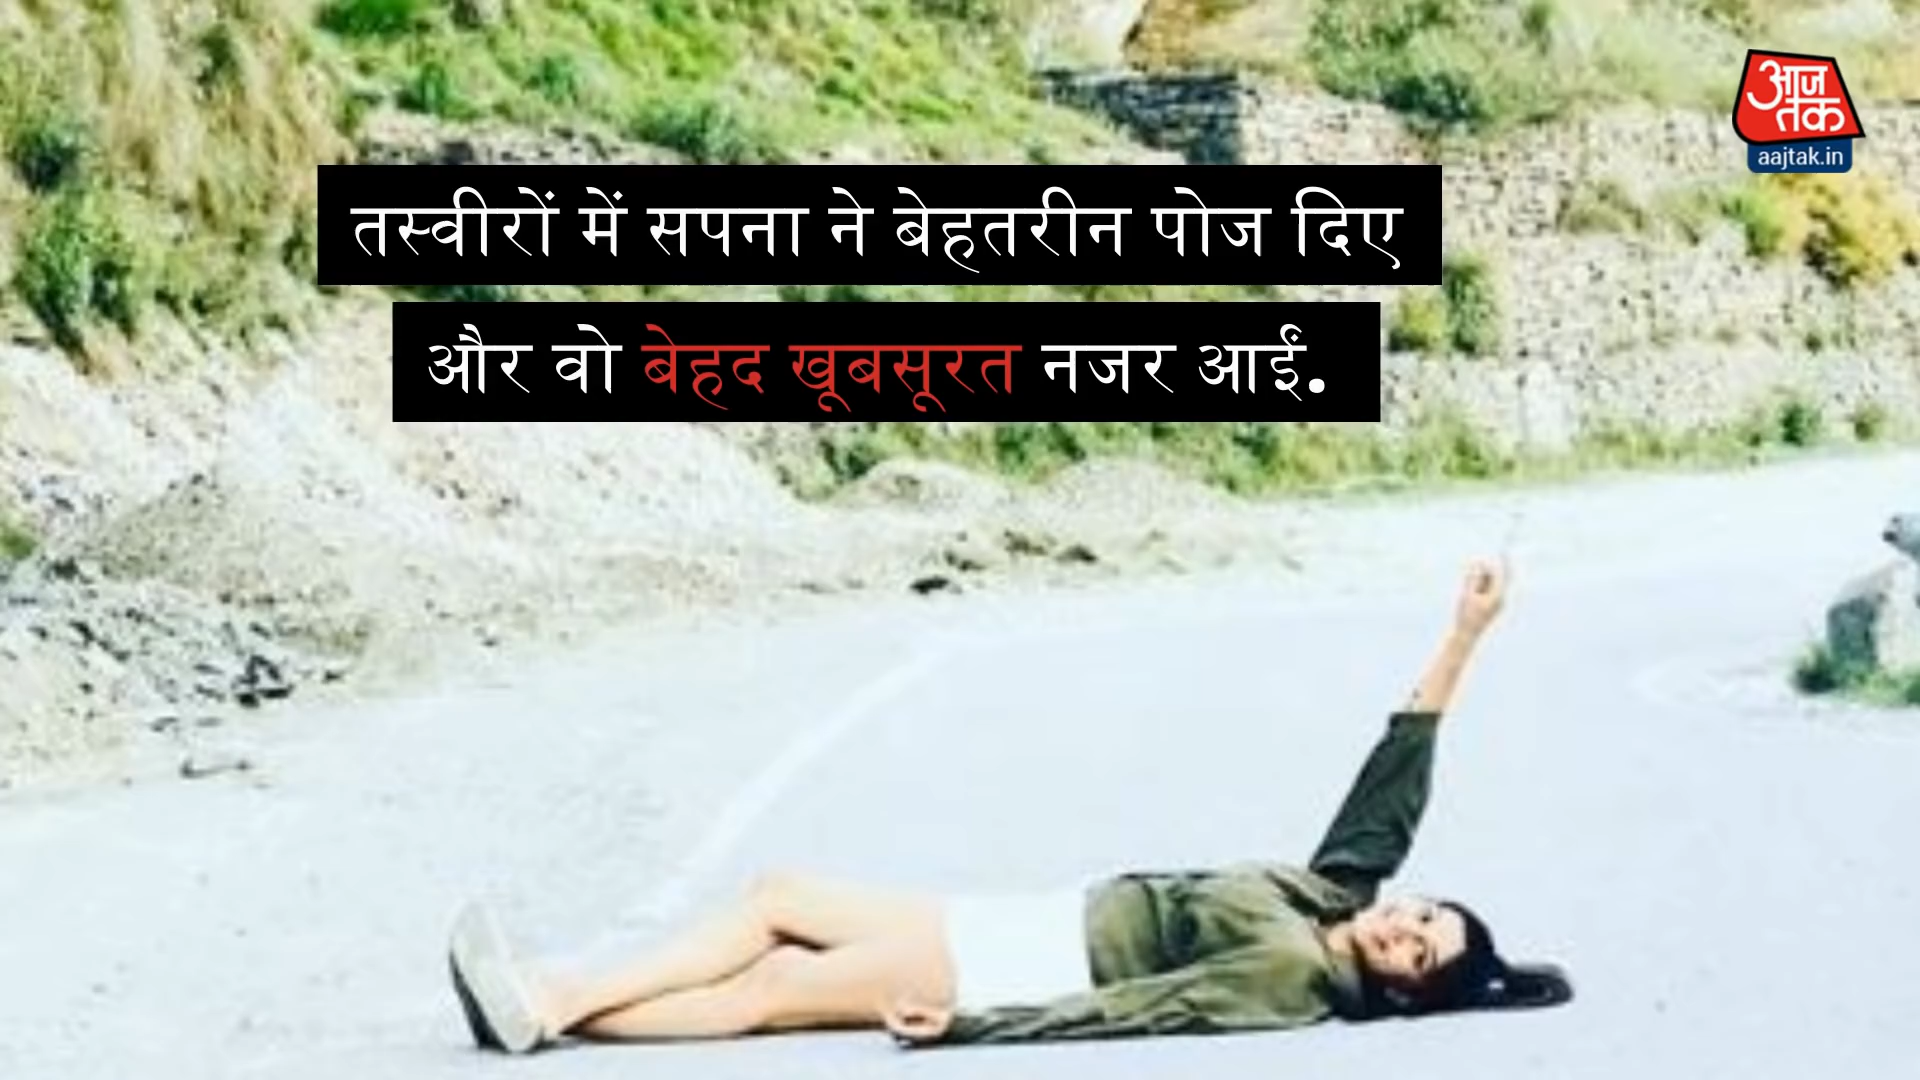 आज
तक
aajtak.in
तस्वीरों में सपना ने बेहतरीन पोज दिए
और वो बेहद खूबसूरत नजर आईं.